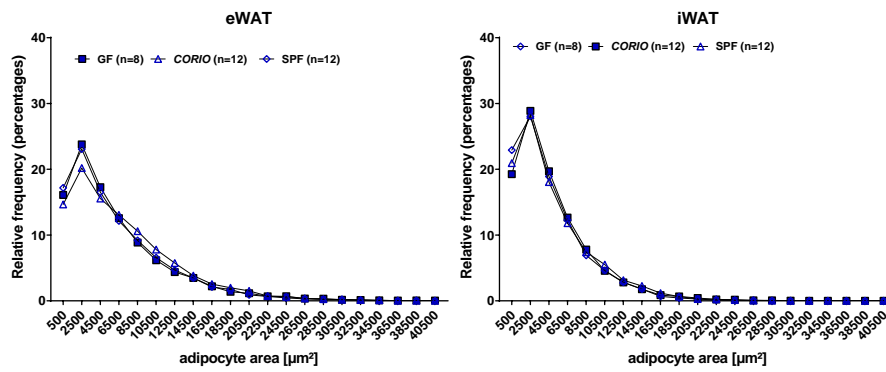 eWAT
40
30
20
10
0
Relative frequency (percentages)
GF (n=8) CORIO (n=12) SPF (n=12)
500 2500 4500 6500 8500 10500 12500 14500 16500 18500 20500 22500 24500 26500 28500 30500 32500 34500 36500 38500 40500
adipocyte area [µm²]
iWAT
40
30
20
10
0
Relative frequency (percentages)
GF (n=8) CORIO (n=12) SPF (n=12)
500 2500 4500 6500 8500 10500 12500 14500 16500 18500 20500 22500 24500 26500 28500 30500 32500 34500 36500 38500 40500
adipocyte area [µm²]